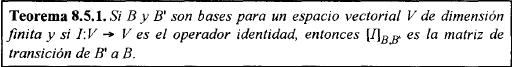 Teorema 8.5.1. Si B y B' son bases para un espacio vectorial V de dimensión
finita y si I:V → V es el operador identidad, entonces [I]B,B' es la matriz de
transición de B' a B.